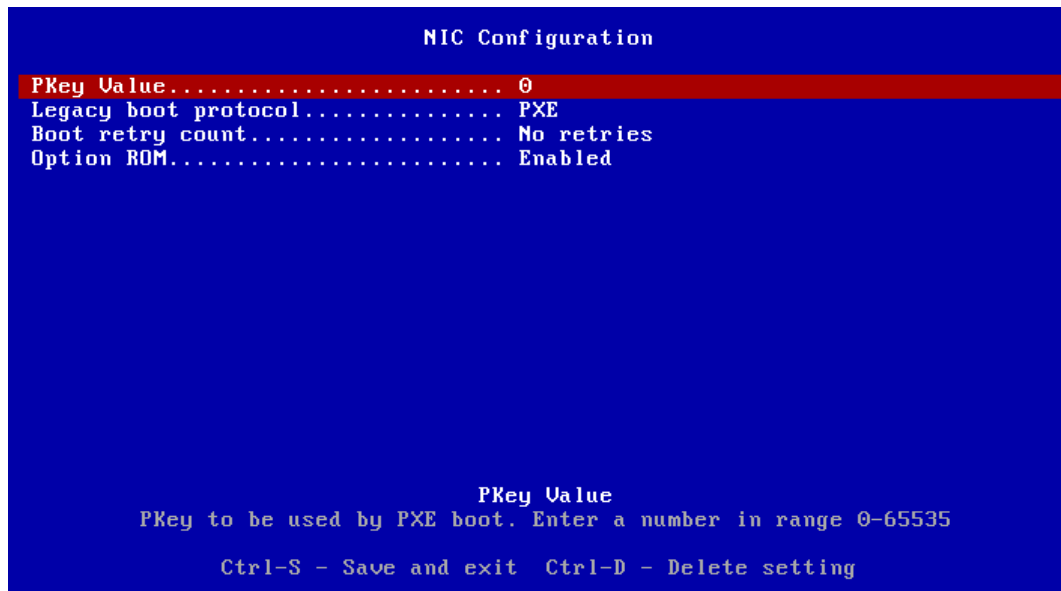 NIC Configuration
PKey Value......................... 0
Legacy boot protocol............... PXE
Boot retry count................... No retries
Option ROM......................... Enabled
PKey Value
PKey to be used by PXE boot. Enter a number in range 0-65535
Ctrl-S - Save and exit  Ctrl-D - Delete setting